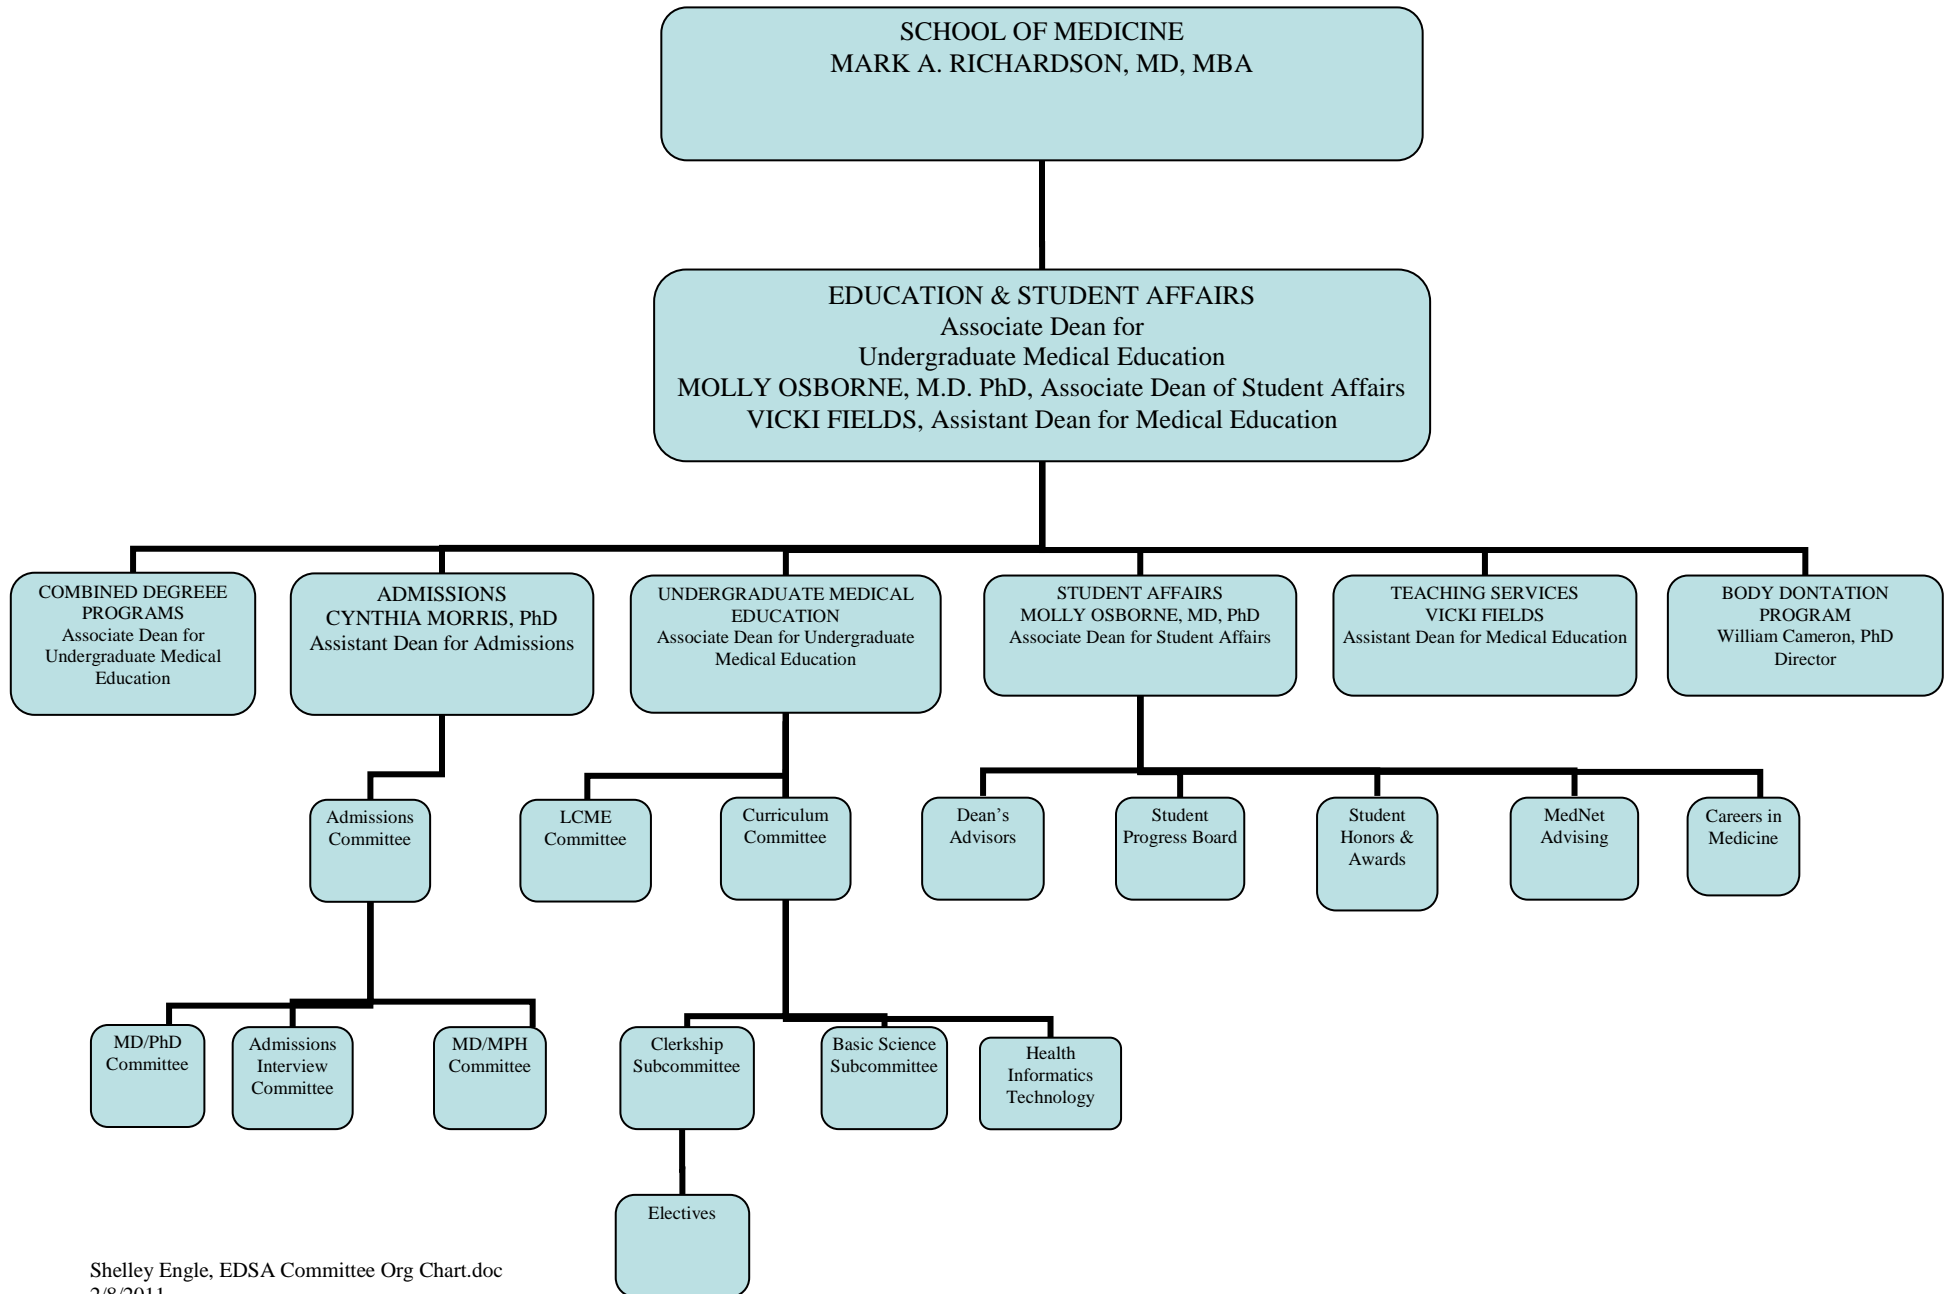 SCHOOL OF MEDICINE
MARK A. RICHARDSON, MD, MBA
EDUCATION & STUDENT AFFAIRS
Associate Dean for
Undergraduate Medical Education
MOLLY OSBORNE, M.D. PhD, Associate Dean of Student Affairs
VICKI FIELDS, Assistant Dean for Medical Education
COMBINED DEGREEE
PROGRAMS
Associate Dean for
Undergraduate Medical
Education
ADMISSIONS
CYNTHIA MORRIS, PhD
Assistant Dean for Admissions
UNDERGRADUATE MEDICAL
EDUCATION
Associate Dean for Undergraduate
Medical Education
STUDENT AFFAIRS
MOLLY OSBORNE, MD, PhD
Associate Dean for Student Affairs
TEACHING SERVICES
VICKI FIELDS
Assistant Dean for Medical Education
BODY DONTATION
PROGRAM
William Cameron, PhD
Director
Admissions
Committee
LCME
Committee
Curriculum
Committee
Dean’s
Advisors
Student
Progress Board
Student
Honors &
Awards
MedNet
Advising
Careers in
Medicine
MD/PhD
Committee
Admissions
Interview
Committee
MD/MPH
Committee
Clerkship
Subcommittee
Basic Science
Subcommittee
Health
Informatics
Technology
Electives
Shelley Engle, EDSA Committee Org Chart.doc
2/8/2011